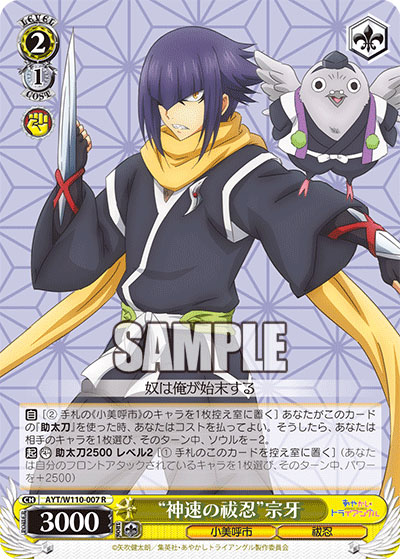 LEVEL
2
1
COST
SAMPLE
奴は俺が始末する
自 [② 手札の《小美呼市》のキャラを1枚控え室に置く] あなたがこのカードの「助太刀」を使った時、あなたはコストを払ってよい。そうしたら、あなたは
相手のキャラを1枚選び、そのターン中、ソウルを－2。
起 助太刀2500 レベル2 [① 手札のこのカードを控え室に置く] (あなたは
自分のフロントアタックされているキャラを1枚選び、そのターン中、パワーを+2500)
CH AYT/W110-007 R
3000
“神速の祓忍”宗牙
小美呼市
祓忍
あやかしトライアングル
©矢吹健太朗／集英社・あやかしトライアングル製作委員会